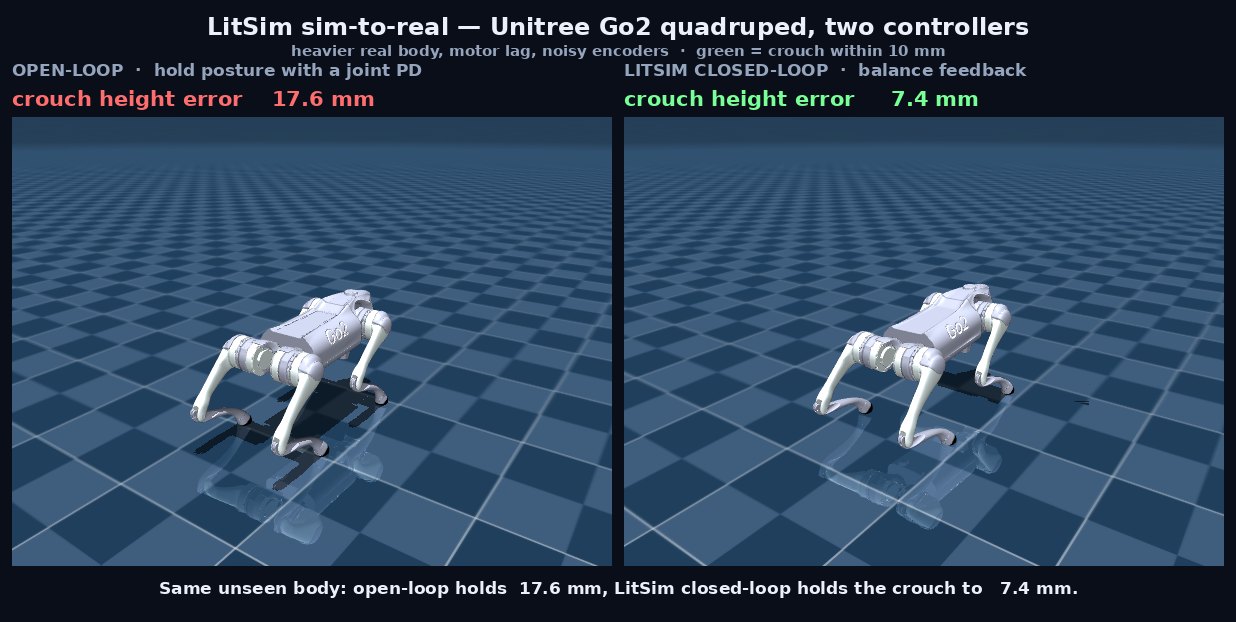 LitSim sim-to-real — Unitree Go2 quadruped, two controllers
heavier real body, motor lag, noisy encoders · green = crouch within 10 mm
OPEN-LOOP · hold posture with a joint PD
crouch height error 17.6 mm
LITSIM CLOSED-LOOP · balance feedback
crouch height error 7.4 mm
Go2
Go2
Same unseen body: open-loop holds 17.6 mm, LitSim closed-loop holds the crouch to 7.4 mm.